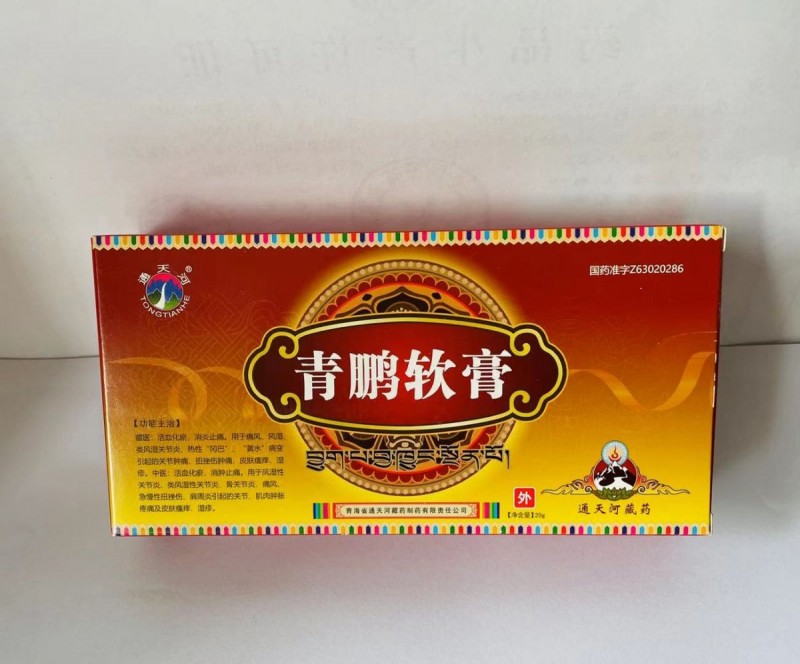 药品生产许可证
通天河®
TONGTIANHE
国药准字Z63020286
青鹏软膏
【功能主治】
藏医：活血化瘀，消炎止痛。用于痛风、风湿、
类风湿关节炎，热性“冈巴”、“黄水”病变
引起的关节肿痛、扭挫伤肿痛、皮肤瘙痒、湿
疹。中医：活血化瘀，消肿止痛。用于风湿性
关节炎、类风湿性关节炎、骨关节炎、痛风、
急慢性扭挫伤、肩周炎引起的关节、肌肉肿胀
疼痛及皮肤瘙痒、湿疹。
外
青海省通天河藏药制药有限责任公司
【净含量】20g
通天河藏药